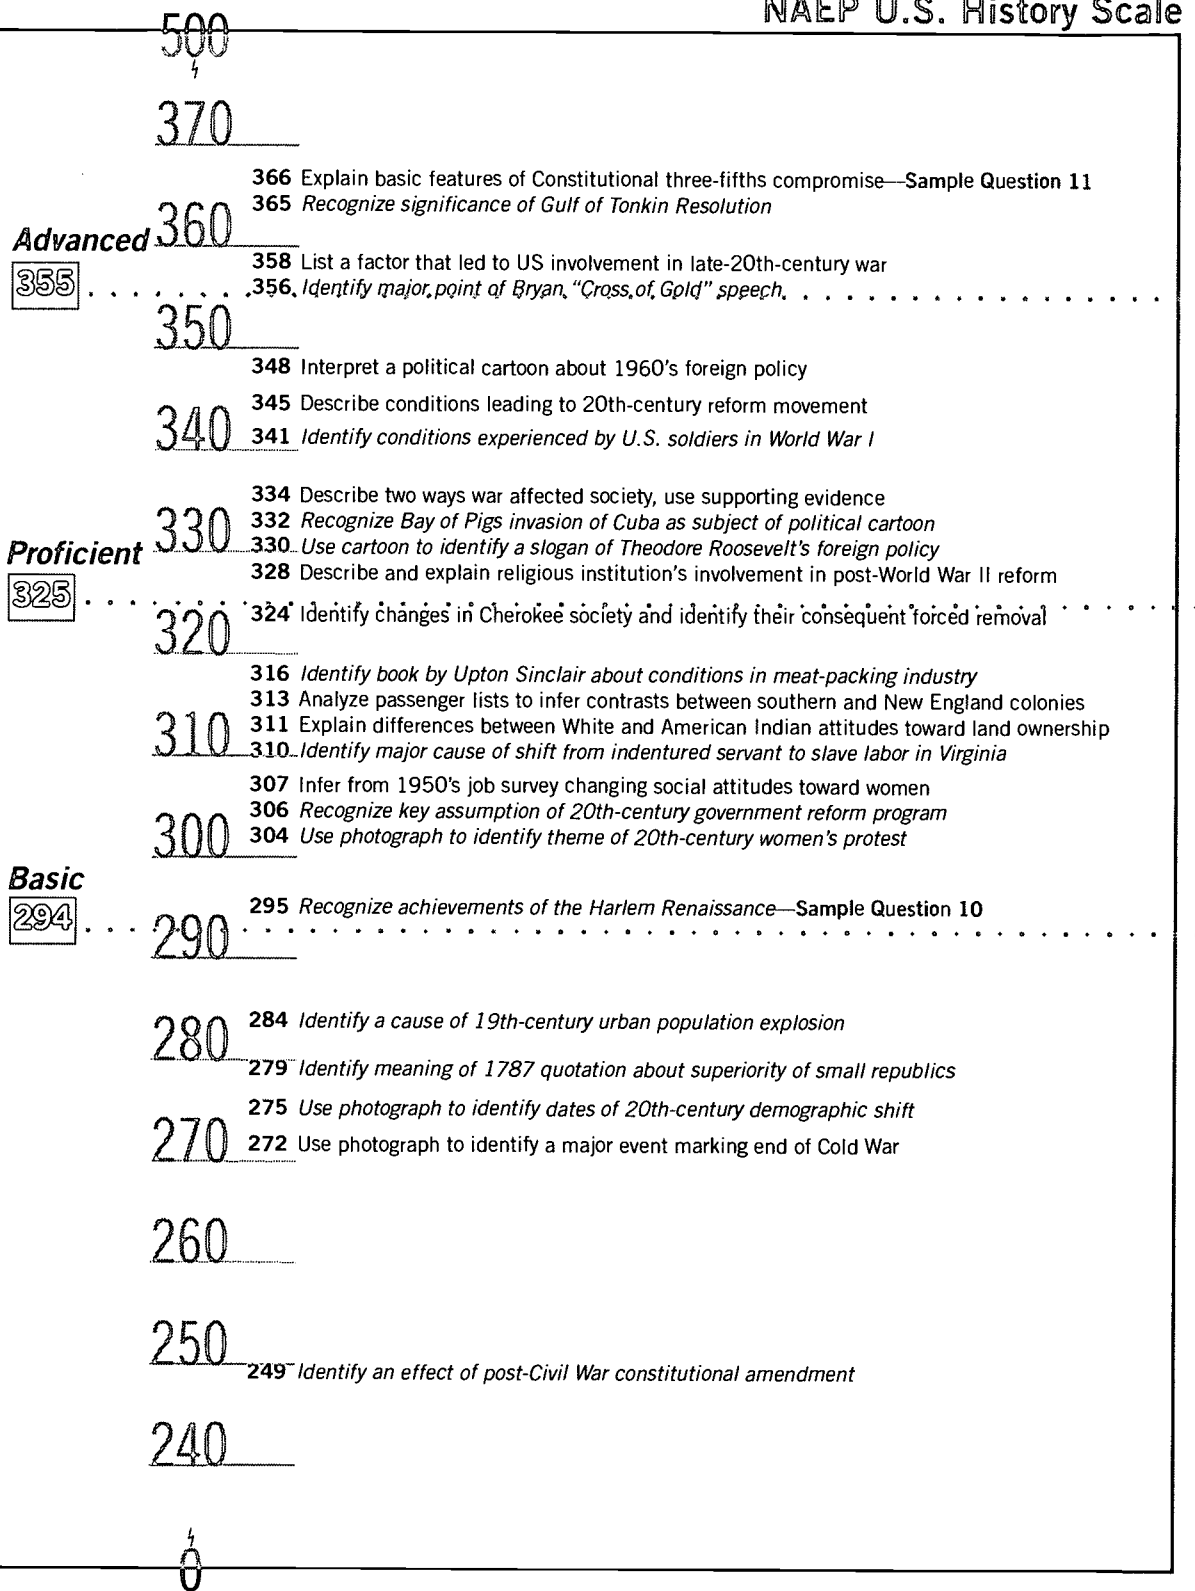 NAEP U.S. History Scale
500
370
366 Explain basic features of Constitutional three-fifths compromise—Sample Question 11
365 Recognize significance of Gulf of Tonkin Resolution
360
Advanced
358 List a factor that led to US involvement in late-20th-century war
355
356 Identify major point of Bryan "Cross of Gold" speech
350
348 Interpret a political cartoon about 1960's foreign policy
345 Describe conditions leading to 20th-century reform movement
340
341 Identify conditions experienced by U.S. soldiers in World War I
334 Describe two ways war affected society, use supporting evidence
332 Recognize Bay of Pigs invasion of Cuba as subject of political cartoon
330
330 Use cartoon to identify a slogan of Theodore Roosevelt's foreign policy
Proficient
328 Describe and explain religious institution's involvement in post-World War II reform
325
324 Identify changes in Cherokee society and identify their consequent forced removal
320
316 Identify book by Upton Sinclair about conditions in meat-packing industry
313 Analyze passenger lists to infer contrasts between southern and New England colonies
311 Explain differences between White and American Indian attitudes toward land ownership
310
310 Identify major cause of shift from indentured servant to slave labor in Virginia
307 Infer from 1950's job survey changing social attitudes toward women
306 Recognize key assumption of 20th-century government reform program
300
304 Use photograph to identify theme of 20th-century women's protest
Basic
294
295 Recognize achievements of the Harlem Renaissance—Sample Question 10
290
284 Identify a cause of 19th-century urban population explosion
280
279 Identify meaning of 1787 quotation about superiority of small republics
275 Use photograph to identify dates of 20th-century demographic shift
270
272 Use photograph to identify a major event marking end of Cold War
260
250
249 Identify an effect of post-Civil War constitutional amendment
240
0